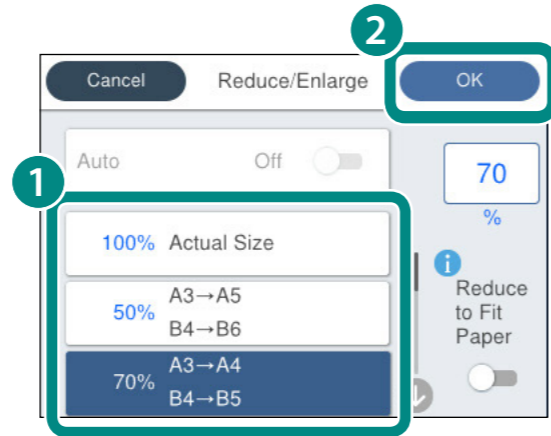 2
Cancel
Reduce/Enlarge
OK
1
Auto
Off
70
%
100% Actual Size
50%
A3→A5
B4→B6
70%
A3→A4
B4→B5
i
Reduce
to Fit
Paper